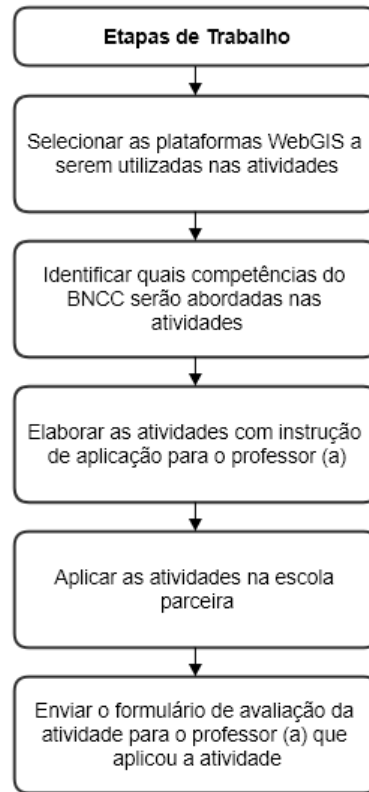 Etapas de Trabalho
Selecionar as plataformas WebGIS a
serem utilizadas nas atividades
Identificar quais competências do
BNCC serão abordadas nas
atividades
Elaborar as atividades com instrução
de aplicação para o professor (a)
Aplicar as atividades na escola
parceira
Enviar o formulário de avaliação da
atividade para o professor (a) que
aplicou a atividade